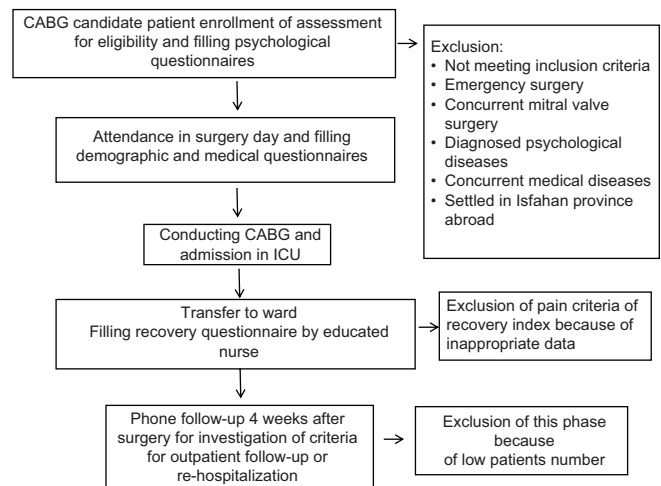 CABG candidate patient enrollment of assessment
for eligibility and filling psychological
questionnaires
Exclusion:
• Not meeting inclusion criteria
• Emergency surgery
• Concurrent mitral valve
surgery
• Diagnosed psychological
diseases
• Concurrent medical diseases
• Settled in Isfahan province
abroad
Attendance in surgery day and filling
demographic and medical questionnaires
Conducting CABG and
admission in ICU
Transfer to ward
Filling recovery questionnaire by educated
nurse
Exclusion of pain criteria of
recovery index because of
inappropriate data
Phone follow-up 4 weeks after
surgery for investigation of criteria
for outpatient follow-up or
re-hospitalization
Exclusion of this phase
because
of low patients number